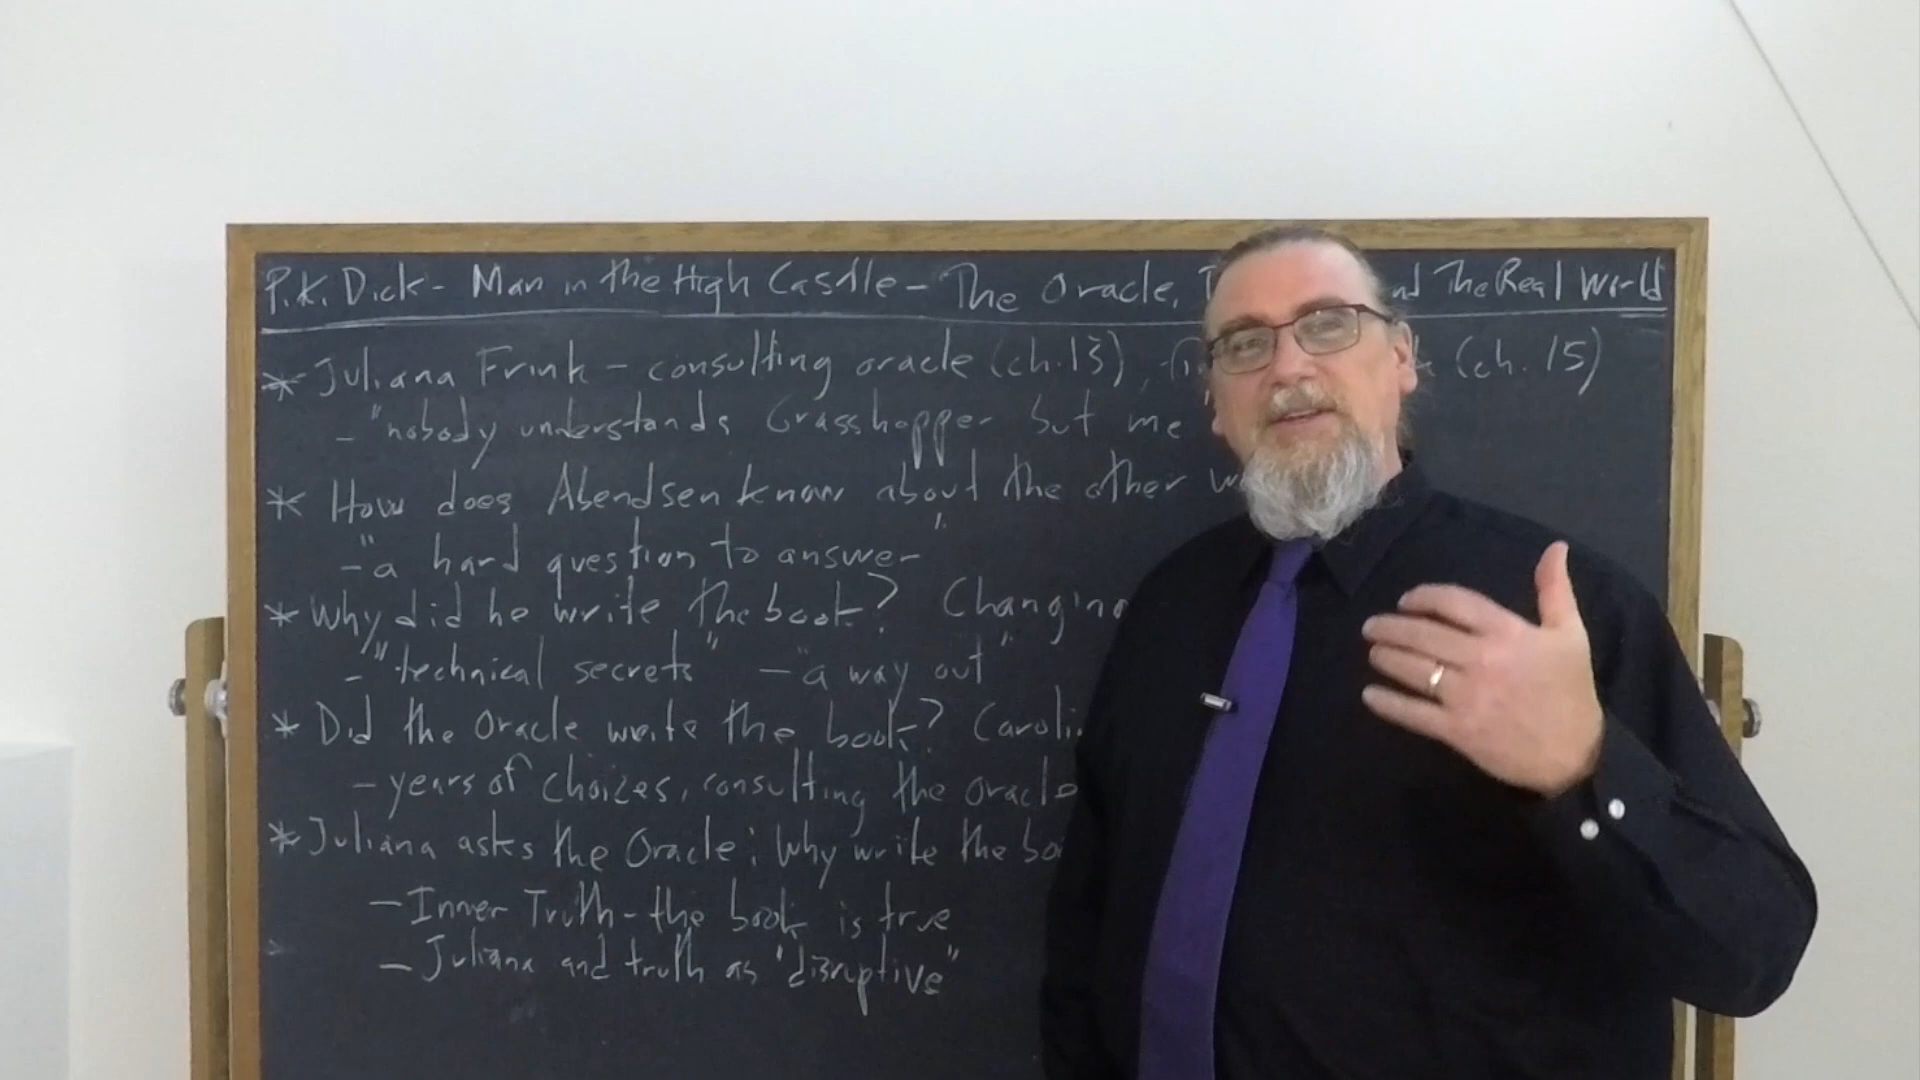 P.K. Dick - Man in the High Castle - The Oracle, and The Real World
* Juliana Frink - consulting oracle (ch.13), (ch. 15)
- "nobody understands Grasshopper but me"
* How does Abendsen know about the other
- "a hard question to answer"
* Why did he write the book? Changing
- "technical secrets" - "a way out"
* Did the Oracle write the book?
- years of choices, consulting the oracle
* Juliana asks the Oracle: Why write the
- Inner Truth - the book is true
- Juliana and truth as "disruptive"